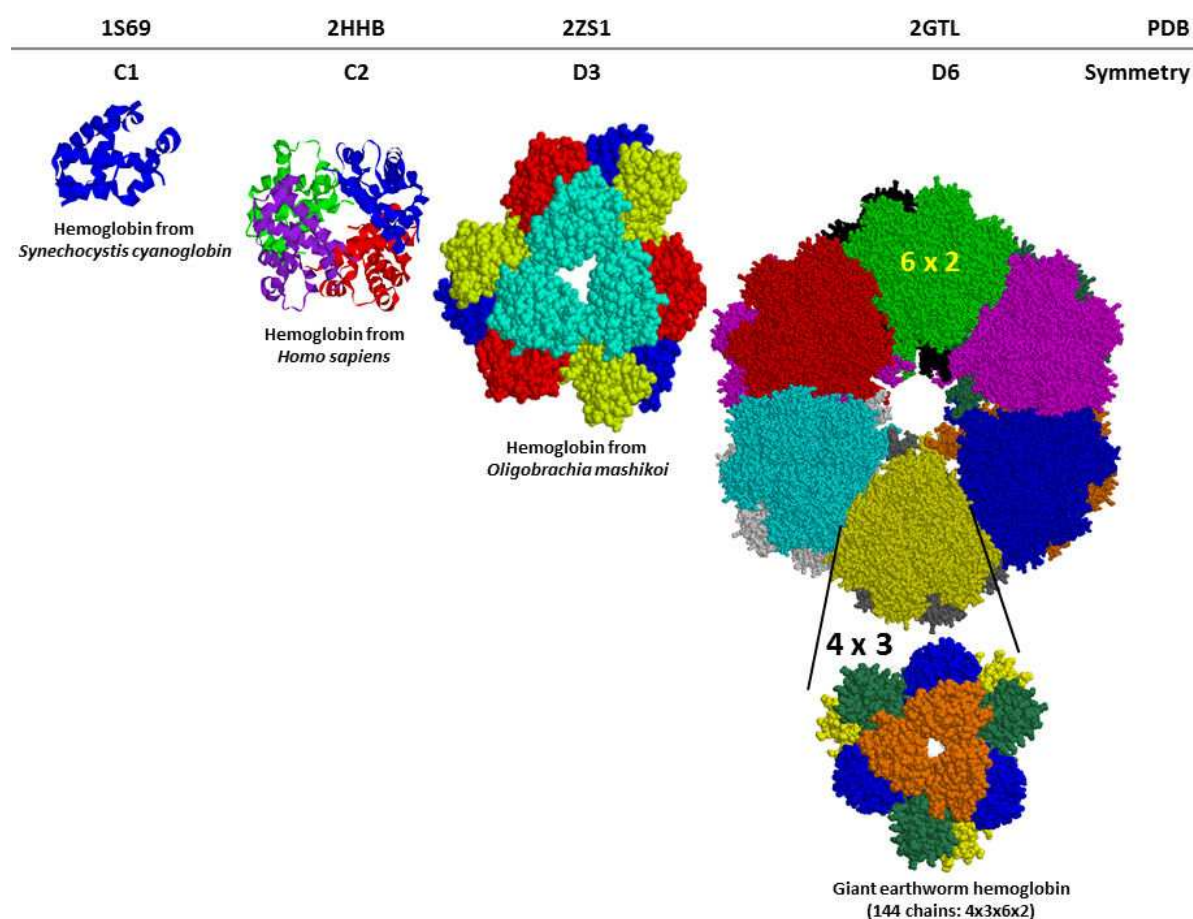 1S69 2HHB 2ZS1 2GTL PDB
C1 C2 D3 D6 Symmetry
Hemoglobin from
Synechocystis cyanoglobin
Hemoglobin from
Homo sapiens
Hemoglobin from
Oligobrachia mashikoi
6 x 2
4 x 3
Giant earthworm hemoglobin
(144 chains: 4x3x6x2)